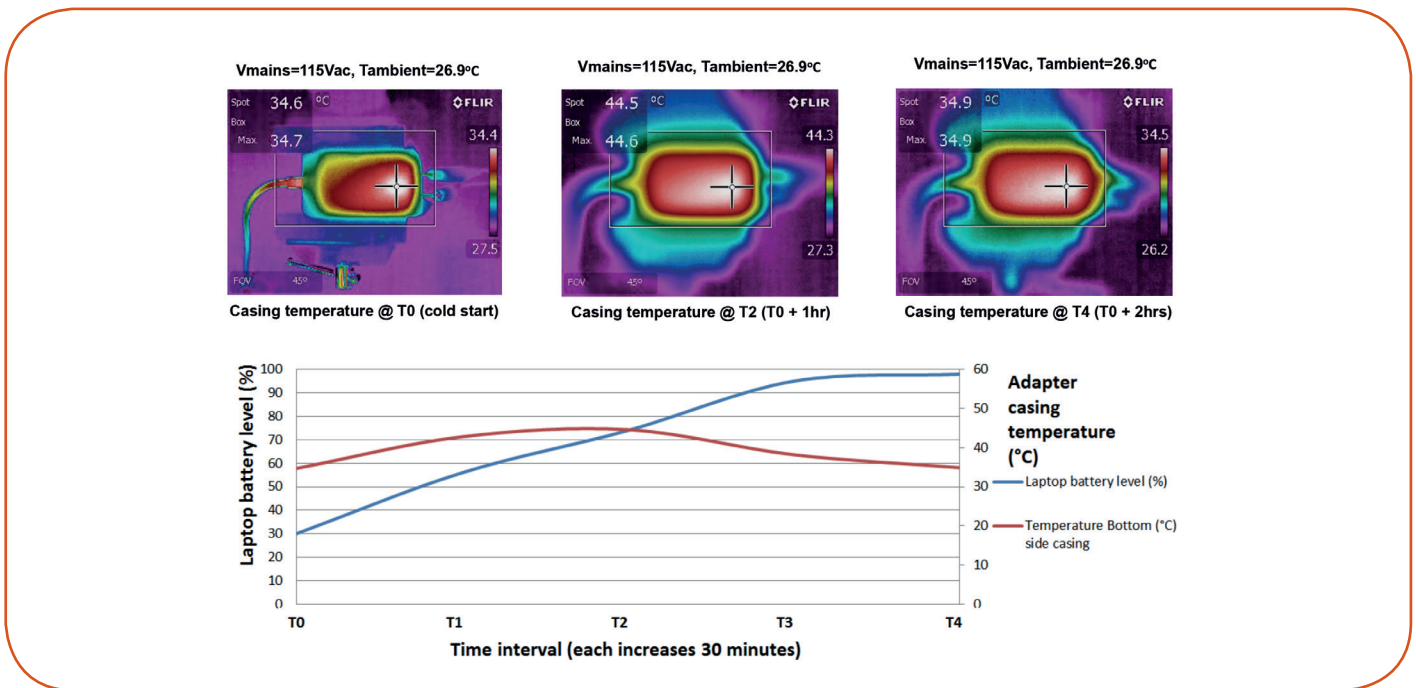 Vmains=115Vac, Tambient=26.9ºC
Vmains=115Vac, Tambient=26.9ºC
Vmains=115Vac, Tambient=26.9ºC
Spot 34.6 ºC FLIR
Box
Max. 34.7
34.4
27.5
FOV 45º
Spot 44.5 ºC FLIR
Box
Max. 44.6
44.3
27.3
FOV 45º
Spot 34.9 ºC FLIR
Box
Max. 34.9
34.5
26.2
FOV 45º
Casing temperature @ T0 (cold start)
Casing temperature @ T2 (T0 + 1hr)
Casing temperature @ T4 (T0 + 2hrs)
Laptop battery level (%)
100
90
80
70
60
50
40
30
20
10
0
60
50
40
30
20
10
0
Adapter
casing
temperature
(°C)
Laptop battery level (%)
Temperature Bottom (°C)
side casing
T0 T1 T2 T3 T4
Time interval (each increases 30 minutes)